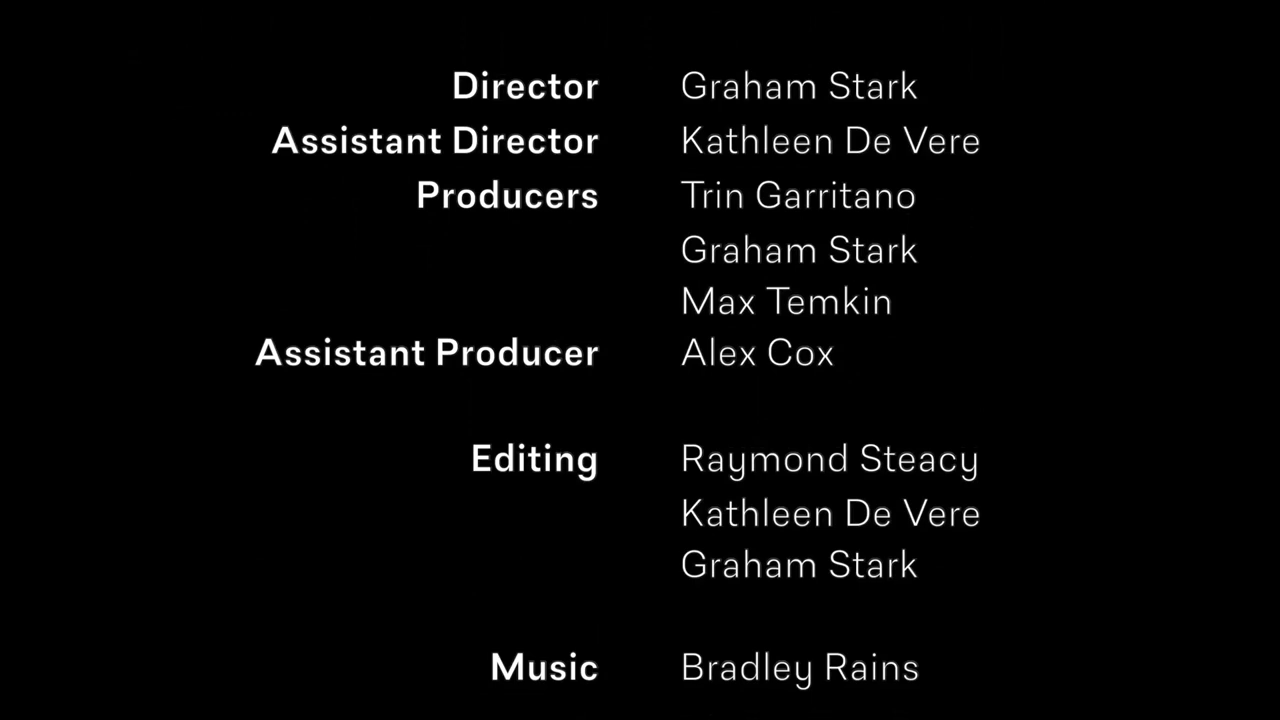 Director Graham Stark
Assistant Director Kathleen De Vere
Producers Trin Garritano
Graham Stark
Max Temkin
Assistant Producer Alex Cox
Editing Raymond Steacy
Kathleen De Vere
Graham Stark
Music Bradley Rains